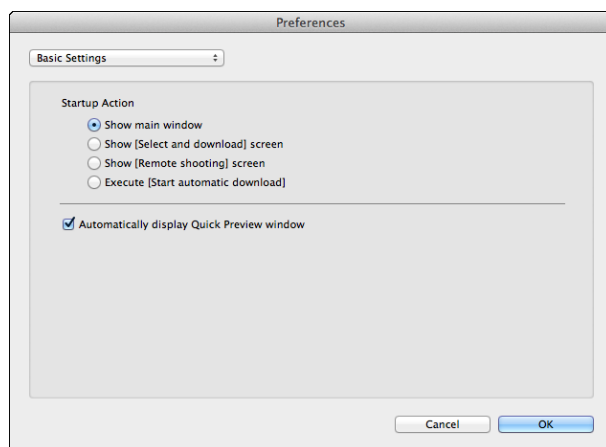 Preferences
Basic Settings
Startup Action
Show main window
Show [Select and download] screen
Show [Remote shooting] screen
Execute [Start automatic download]
Automatically display Quick Preview window
Cancel OK